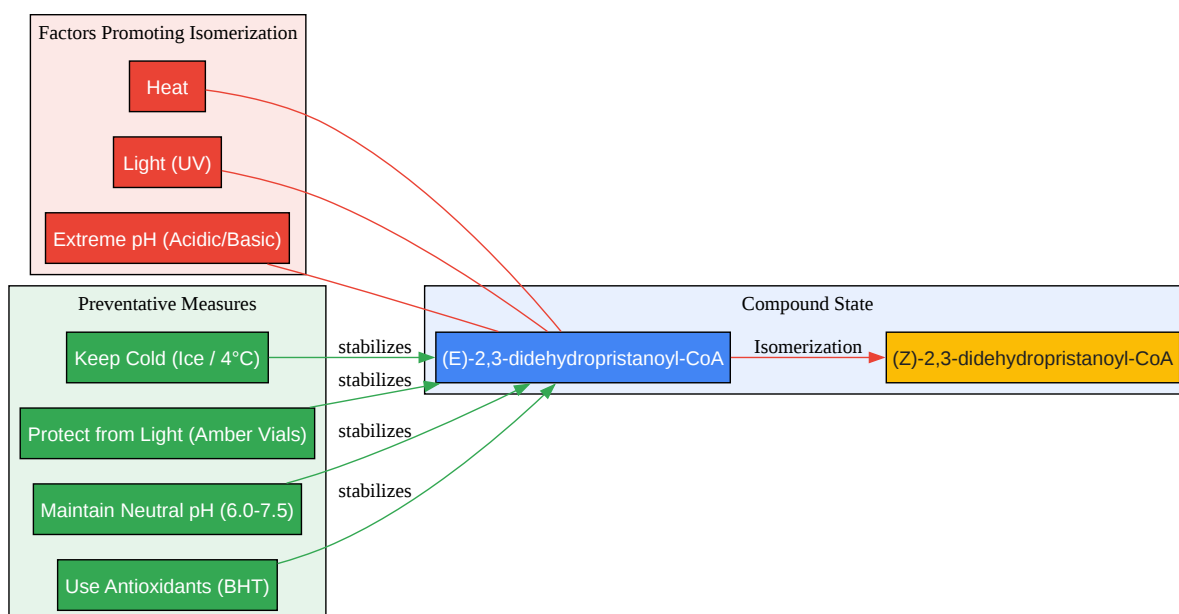 Factors Promoting Isomerization
Heat
Light (UV)
Extreme pH (Acidic/Basic)
Preventative Measures
Keep Cold (Ice / 4°C)
Protect from Light (Amber Vials)
Maintain Neutral pH (6.0-7.5)
Use Antioxidants (BHT)
stabilizes
stabilizes
stabilizes
stabilizes
Compound State
(E)-2,3-didehydropristanoyl-CoA
Isomerization
(Z)-2,3-didehydropristanoyl-CoA